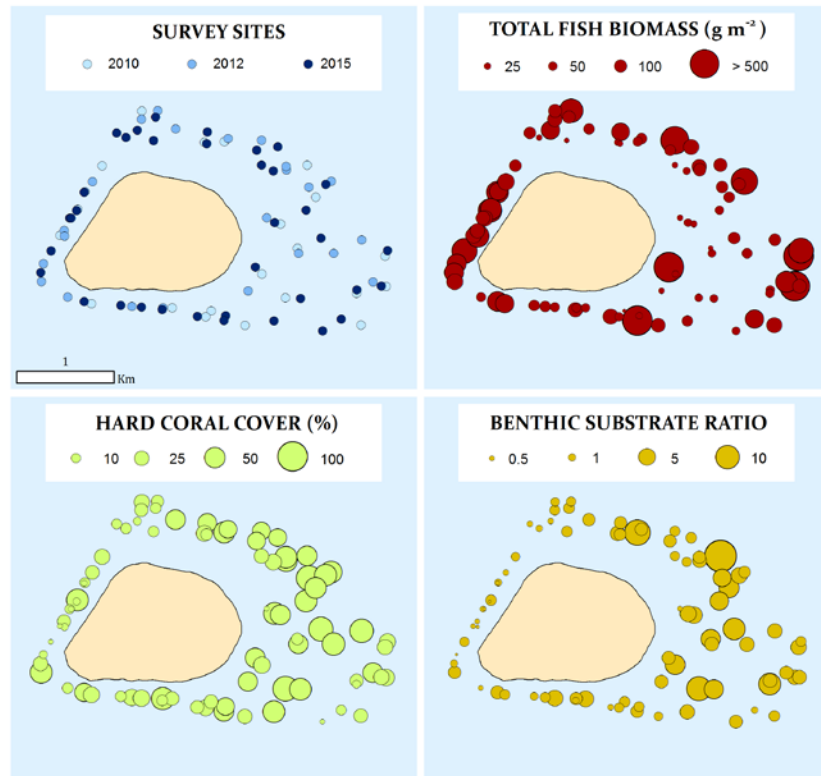 SURVEY SITES
2010 2012 2015
1
Km
TOTAL FISH BIOMASS (g m⁻²)
25 50 100 > 500
HARD CORAL COVER (%)
10 25 50 100
BENTHIC SUBSTRATE RATIO
0.5 1 5 10